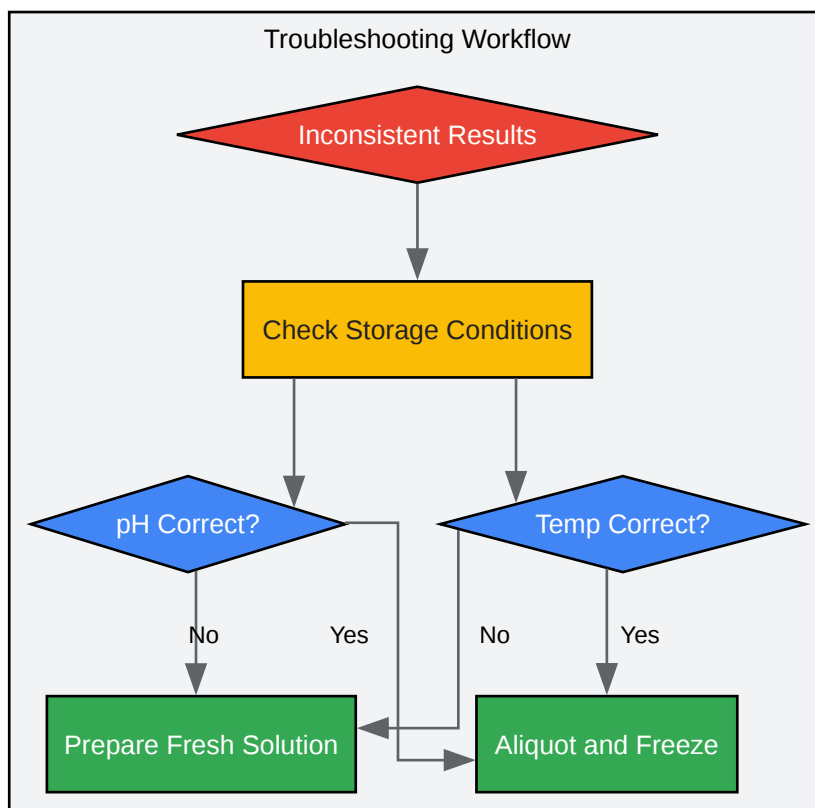 Troubleshooting Workflow
Inconsistent Results
Check Storage Conditions
pH Correct?
Temp Correct?
No
Yes
No
Yes
Prepare Fresh Solution
Aliquot and Freeze